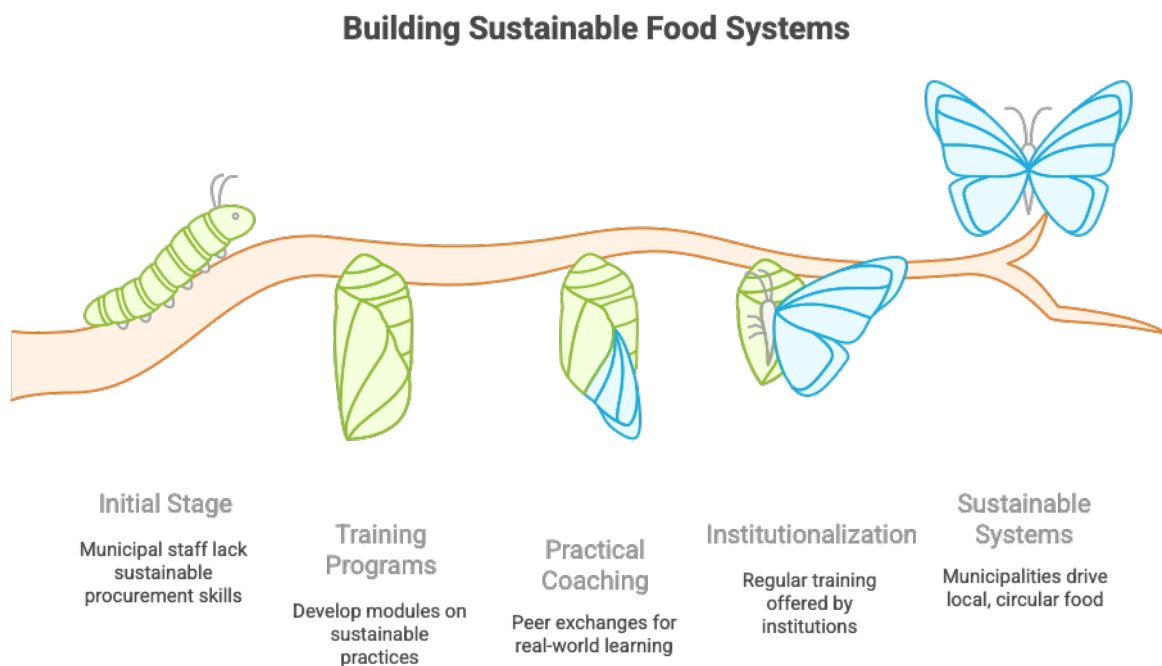 Building Sustainable Food Systems
Initial Stage
Municipal staff lack
sustainable
procurement skills
Training
Programs
Develop modules on
sustainable
practices
Practical
Coaching
Peer exchanges for
real-world learning
Institutionalization
Regular training
offered by
institutions
Sustainable
Systems
Municipalities drive
local, circular food